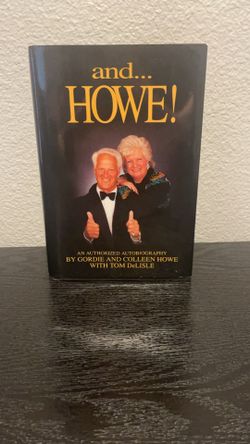 and...
HOWE!
AN AUTHORIZED AUTOBIOGRAPHY
BY GORDIE AND COLLEEN HOWE
WITH TOM DeLISLE